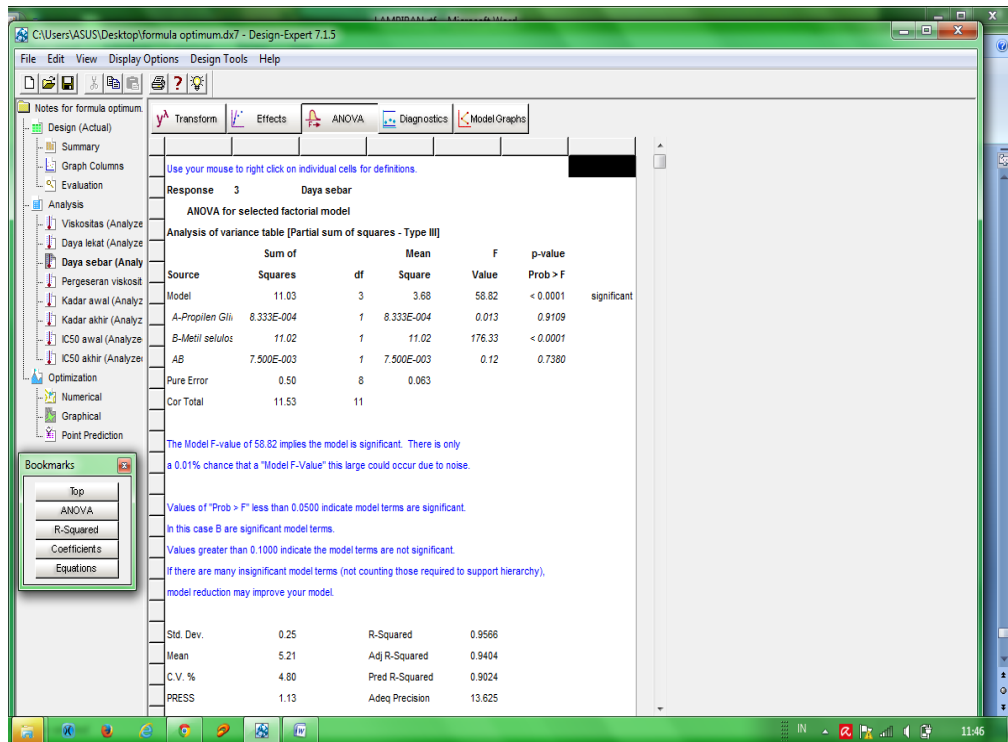 LAMPIRAN.rtf - Microsoft Word
C:\Users\ASUS\Desktop\formula optimum.dx7 - Design-Expert 7.1.5
File Edit View Display Options Design Tools Help
Notes for formula optimum.
Design (Actual)
Summary
Graph Columns
Evaluation
Analysis
Viskositas (Analyze
Daya lekat (Analyze
Daya sebar (Analy
Pergeseran viskosit
Kadar awal (Analyz
Kadar akhir (Analyz
IC50 awal (Analyze
IC50 akhir (Analyze
Optimization
Numerical
Graphical
Point Prediction
Bookmarks
Top
ANOVA
R-Squared
Coefficients
Equations
yλ Transform Effects ANOVA Diagnostics Model Graphs
Use your mouse to right click on individual cells for definitions.
Response 3 Daya sebar
ANOVA for selected factorial model
Analysis of variance table [Partial sum of squares - Type III]
Sum of Mean F p-value
Source Squares df Square Value Prob > F
Model 11.03 3 3.68 58.82 < 0.0001 significant
A-Propilen Gli 8.333E-004 1 8.333E-004 0.013 0.9109
B-Metil selulos 11.02 1 11.02 176.33 < 0.0001
AB 7.500E-003 1 7.500E-003 0.12 0.7380
Pure Error 0.50 8 0.063
Cor Total 11.53 11
The Model F-value of 58.82 implies the model is significant. There is only
a 0.01% chance that a "Model F-Value" this large could occur due to noise.
Values of "Prob > F" less than 0.0500 indicate model terms are significant.
In this case B are significant model terms.
Values greater than 0.1000 indicate the model terms are not significant.
If there are many insignificant model terms (not counting those required to support hierarchy),
model reduction may improve your model.
Std. Dev. 0.25 R-Squared 0.9566
Mean 5.21 Adj R-Squared 0.9404
C.V. % 4.80 Pred R-Squared 0.9024
PRESS 1.13 Adeq Precision 13.625
IN 11:46